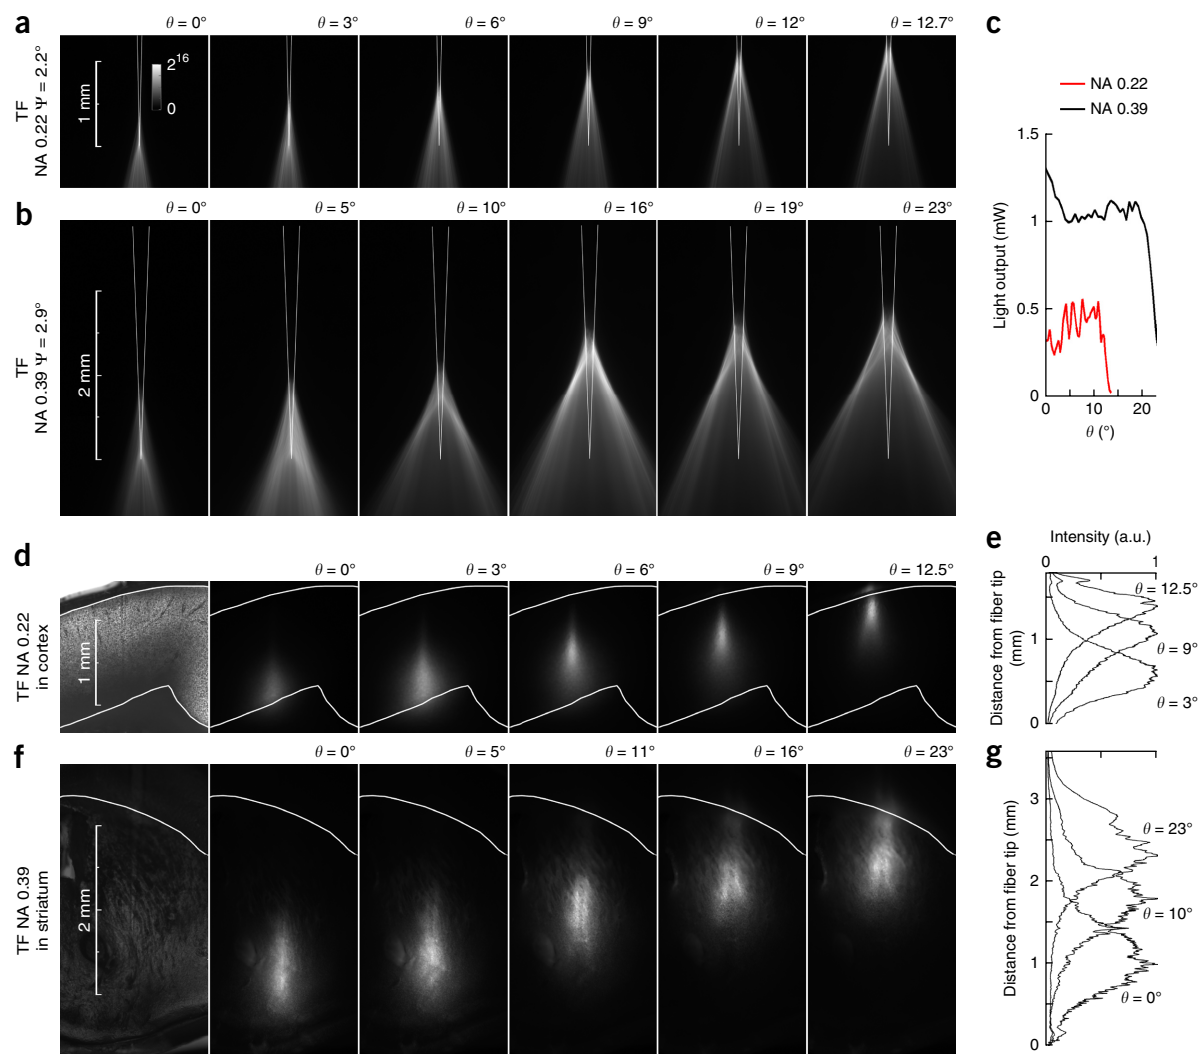 a
θ = 0°
θ = 3°
θ = 6°
θ = 9°
θ = 12°
θ = 12.7°
TF
NA 0.22 Ψ = 2.2°
1 mm
2¹⁶
0
b
θ = 0°
θ = 5°
θ = 10°
θ = 16°
θ = 19°
θ = 23°
TF
NA 0.39 Ψ = 2.9°
2 mm
c
NA 0.22
NA 0.39
Light output (mW)
1.5
1
0.5
0
0
10
20
θ (°)
d
θ = 0°
θ = 3°
θ = 6°
θ = 9°
θ = 12.5°
TF NA 0.22
in cortex
1 mm
e
Intensity (a.u.)
0
1
Distance from fiber tip
(mm)
1
0
θ = 12.5°
θ = 9°
θ = 3°
f
θ = 0°
θ = 5°
θ = 11°
θ = 16°
θ = 23°
TF NA 0.39
in striatum
2 mm
g
Distance from fiber tip (mm)
3
2
1
0
θ = 23°
θ = 10°
θ = 0°